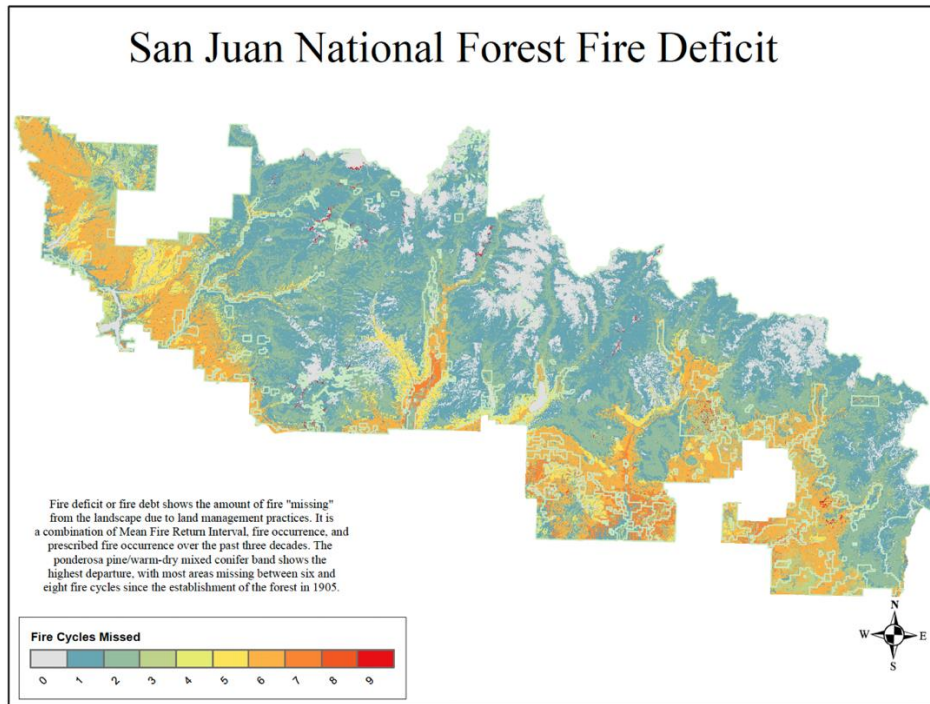 San Juan National Forest Fire Deficit
Fire deficit or fire debt shows the amount of fire "missing"
from the landscape due to land management practices. It is
a combination of Mean Fire Return Interval, fire occurrence, and
prescribed fire occurrence over the past three decades. The
ponderosa pine/warm-dry mixed conifer band shows the
highest departure, with most areas missing between six and
eight fire cycles since the establishment of the forest in 1905.
Fire Cycles Missed
0 1 2 3 4 5 6 7 8 9
N
W E
S